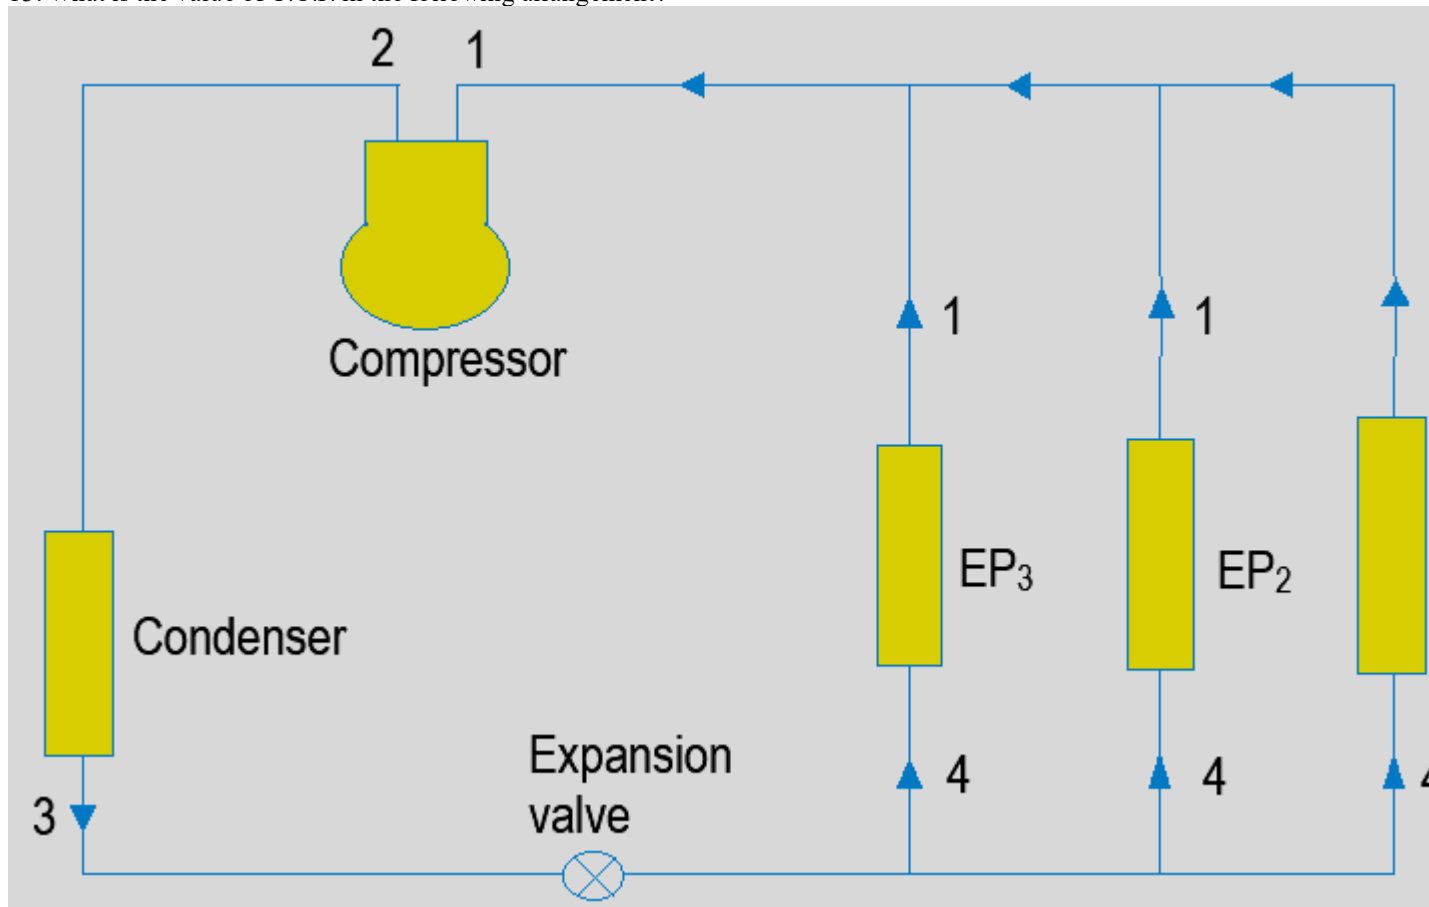 2 1
Compressor
1
1
EP₃
EP₂
Condenser
Expansion
valve
4
4
3